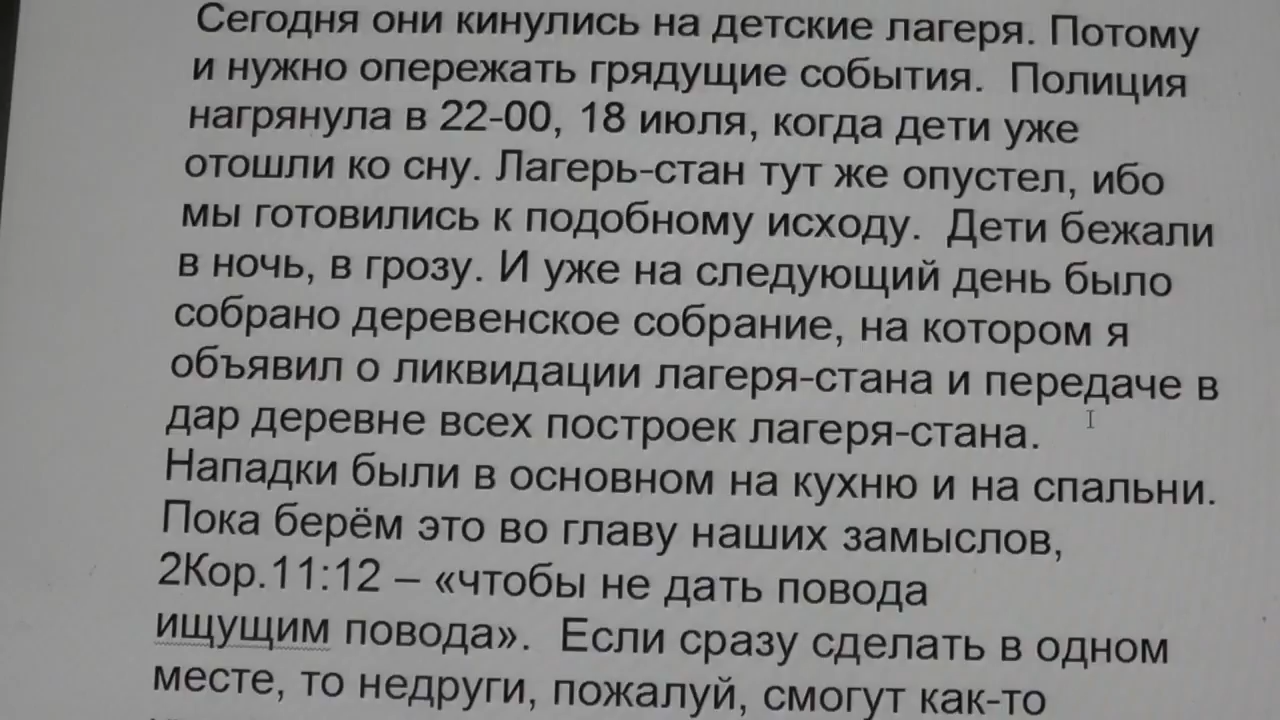 Сегодня они кинулись на детские лагеря. Потому
и нужно опережать грядущие события.  Полиция
нагрянула в 22-00, 18 июля, когда дети уже
отошли ко сну. Лагерь-стан тут же опустел, ибо
мы готовились к подобному исходу.  Дети бежали
в ночь, в грозу. И уже на следующий день было
собрано деревенское собрание, на котором я
объявил о ликвидации лагеря-стана и передаче в
дар деревне всех построек лагеря-стана.
Нападки были в основном на кухню и на спальни.
Пока берём это во главу наших замыслов,
2Кор.11:12 – «чтобы не дать повода
ищущим повода».  Если сразу сделать в одном
месте, то недруги, пожалуй, смогут как-то